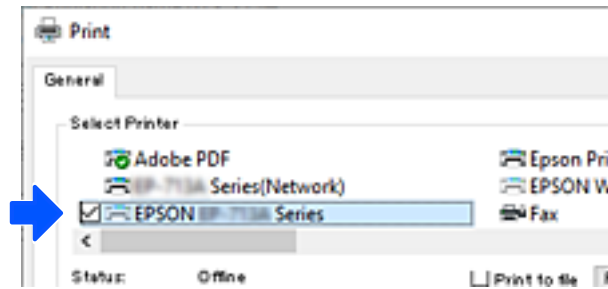 Print
General
Select Printer
Adobe PDF
Epson Pri
Series(Network)
EPSON W
EPSON Series
Fax
Status: Offline
Print to file